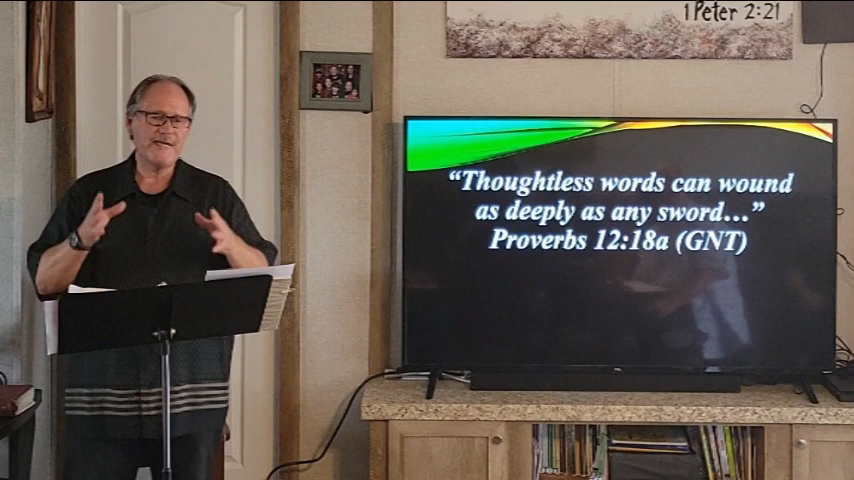 1 Peter 2:21
“Thoughtless words can wound
as deeply as any sword...”
Proverbs 12:18a (GNT)